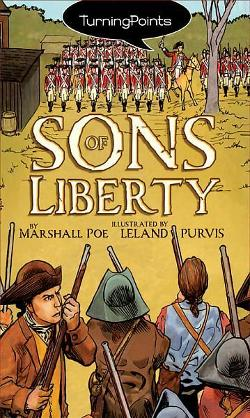 TurningPoints
SONS
OF
LIBERTY
BY MARSHALL POE ILLUSTRATED BY LELAND PURVIS